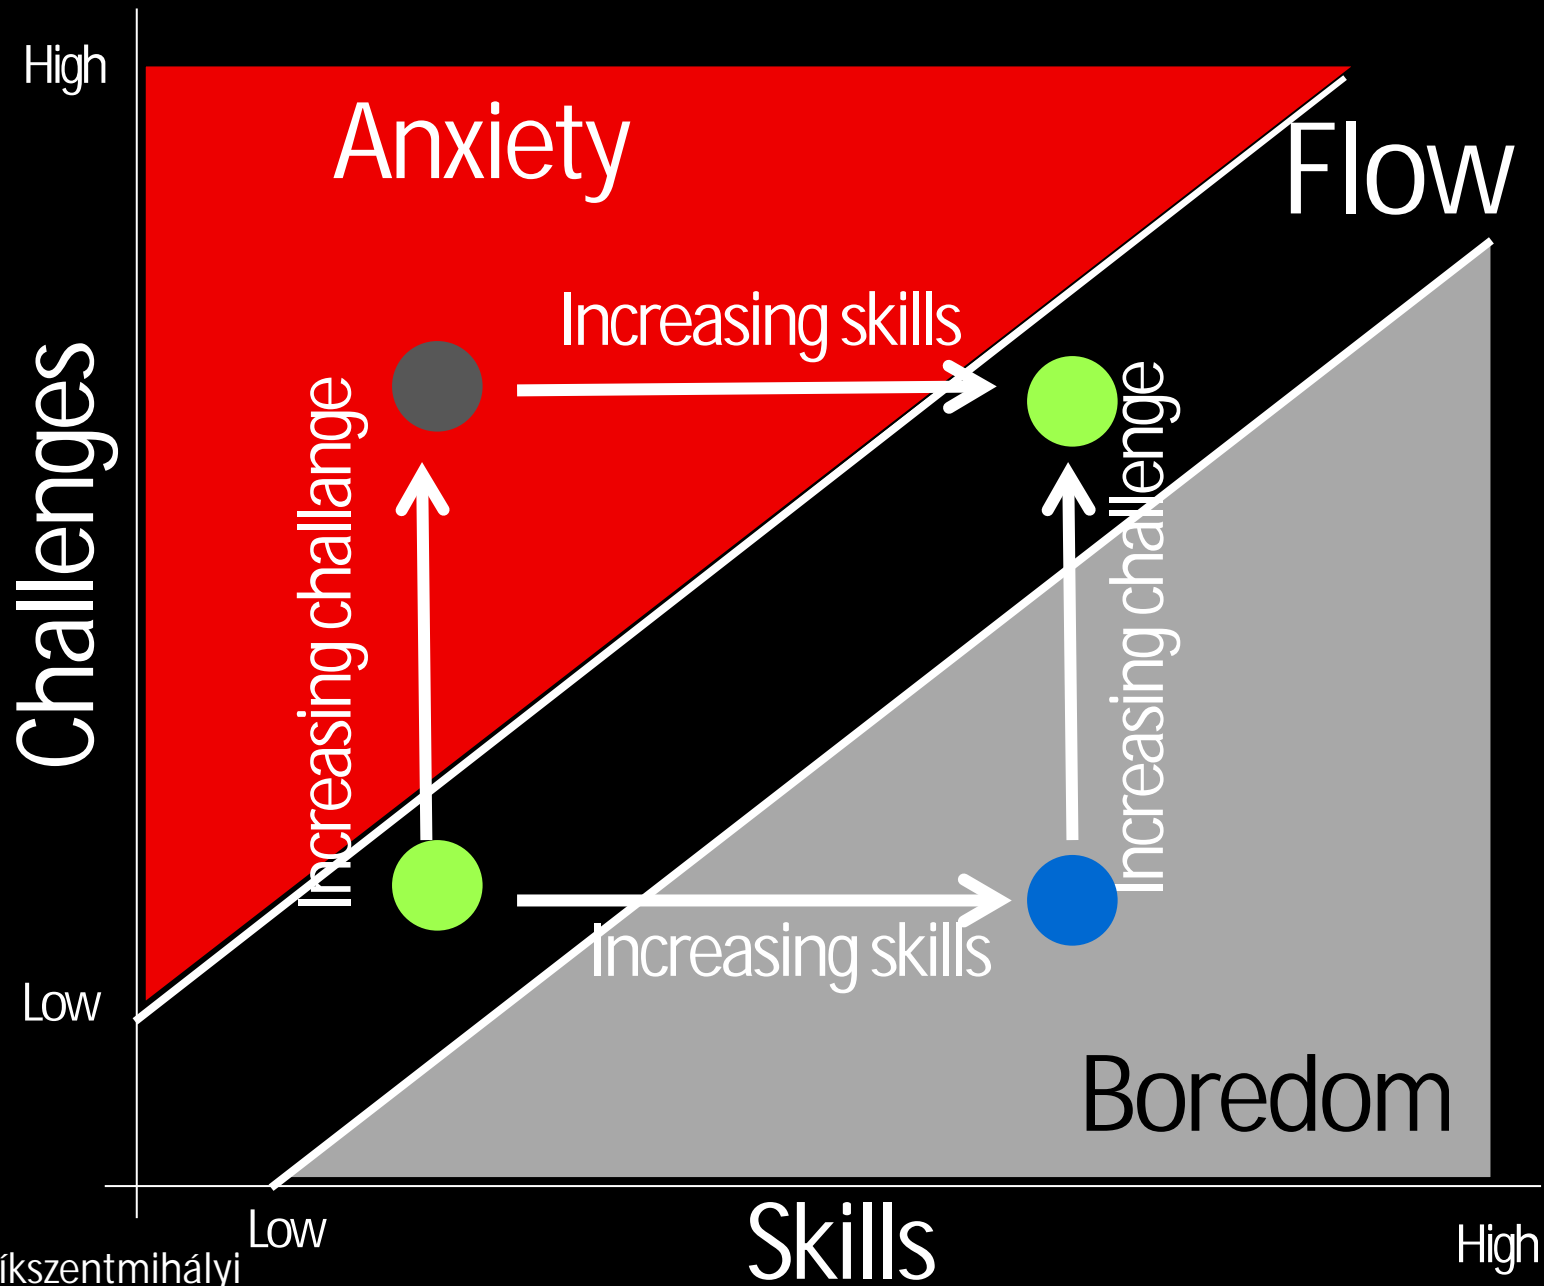 High
Anxiety
Flow
Increasing skills
Challenges
Increasing challange
Increasing challenge
Increasing skills
Low
Boredom
Low
Skills
High
íkszentmihályi